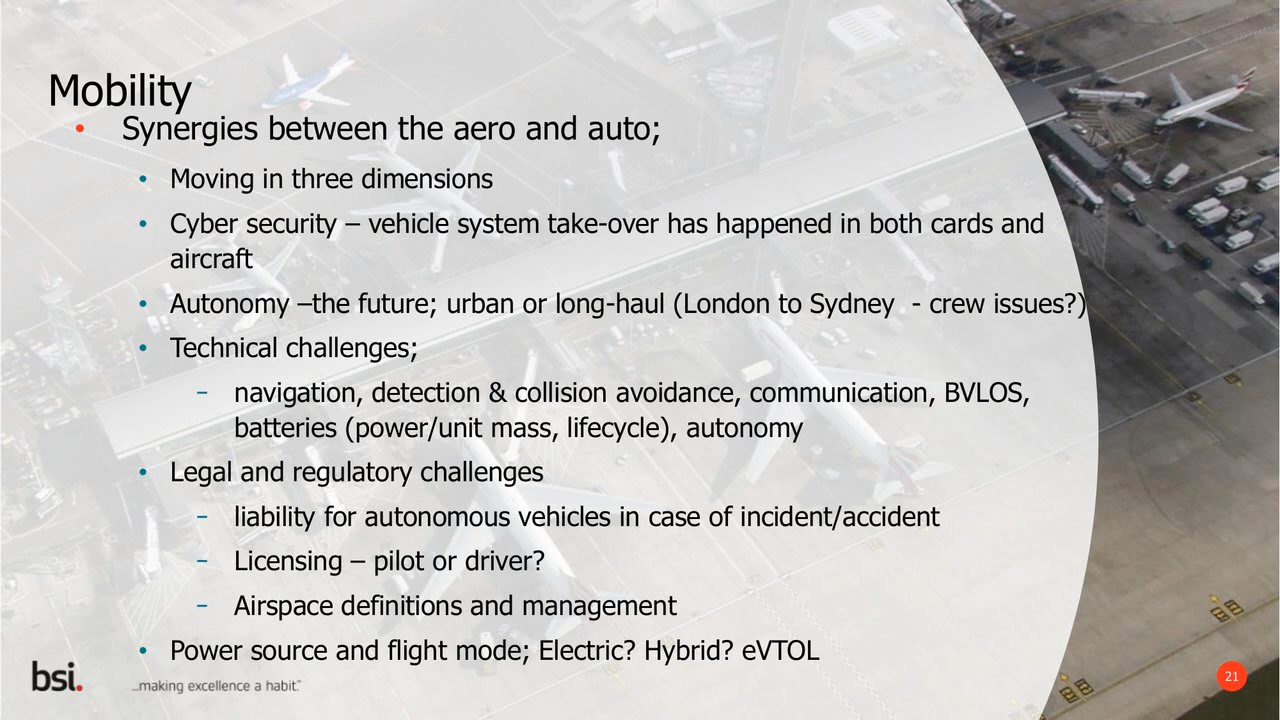 Mobility
• Synergies between the aero and auto;
• Moving in three dimensions
• Cyber security – vehicle system take-over has happened in both cards and
aircraft
• Autonomy –the future; urban or long-haul (London to Sydney  - crew issues?)
• Technical challenges;
– navigation, detection & collision avoidance, communication, BVLOS,
batteries (power/unit mass, lifecycle), autonomy
• Legal and regulatory challenges
– liability for autonomous vehicles in case of incident/accident
– Licensing – pilot or driver?
– Airspace definitions and management
• Power source and flight mode; Electric? Hybrid? eVTOL
bsi.
...making excellence a habit.™
21